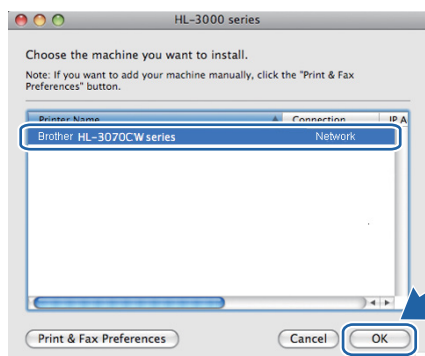 HL-3000 series
Choose the machine you want to install.
Note: If you want to add your machine manually, click the "Print & Fax
Preferences" button.
Printer Name Connection IP A
Brother HL-3070CW series Network
Print & Fax Preferences Cancel OK